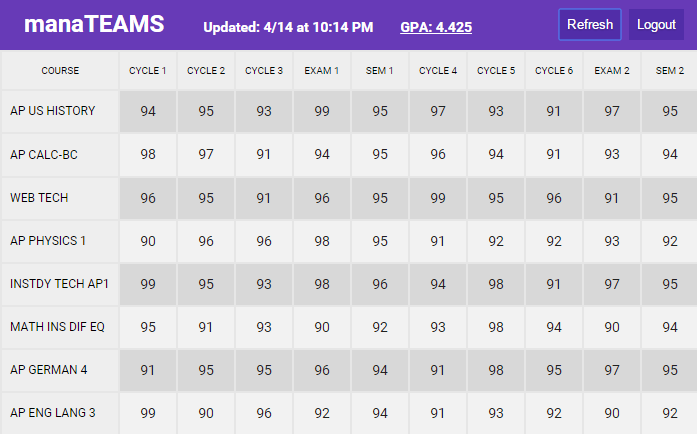 manaTEAMS Updated: 4/14 at 10:14 PM GPA: 4.425 Refresh Logout
COURSE CYCLE 1 CYCLE 2 CYCLE 3 EXAM 1 SEM 1 CYCLE 4 CYCLE 5 CYCLE 6 EXAM 2 SEM 2
AP US HISTORY 94 95 93 99 95 97 93 91 97 95
AP CALC-BC 98 97 91 94 95 96 94 91 93 94
WEB TECH 96 95 91 96 95 99 95 96 91 95
AP PHYSICS 1 90 96 96 98 95 91 92 92 93 92
INSTDY TECH AP1 99 95 93 98 96 94 98 91 97 95
MATH INS DIF EQ 95 91 93 90 92 93 98 94 90 94
AP GERMAN 4 91 95 95 96 94 91 98 95 97 95
AP ENG LANG 3 99 90 96 92 94 91 93 92 90 92